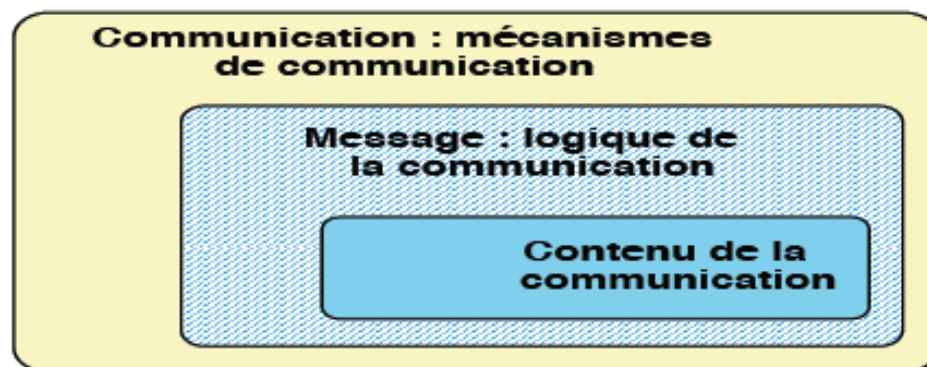 Communication : mécanismes
de communication
Message : logique de
la communication
Contenu de la
communication